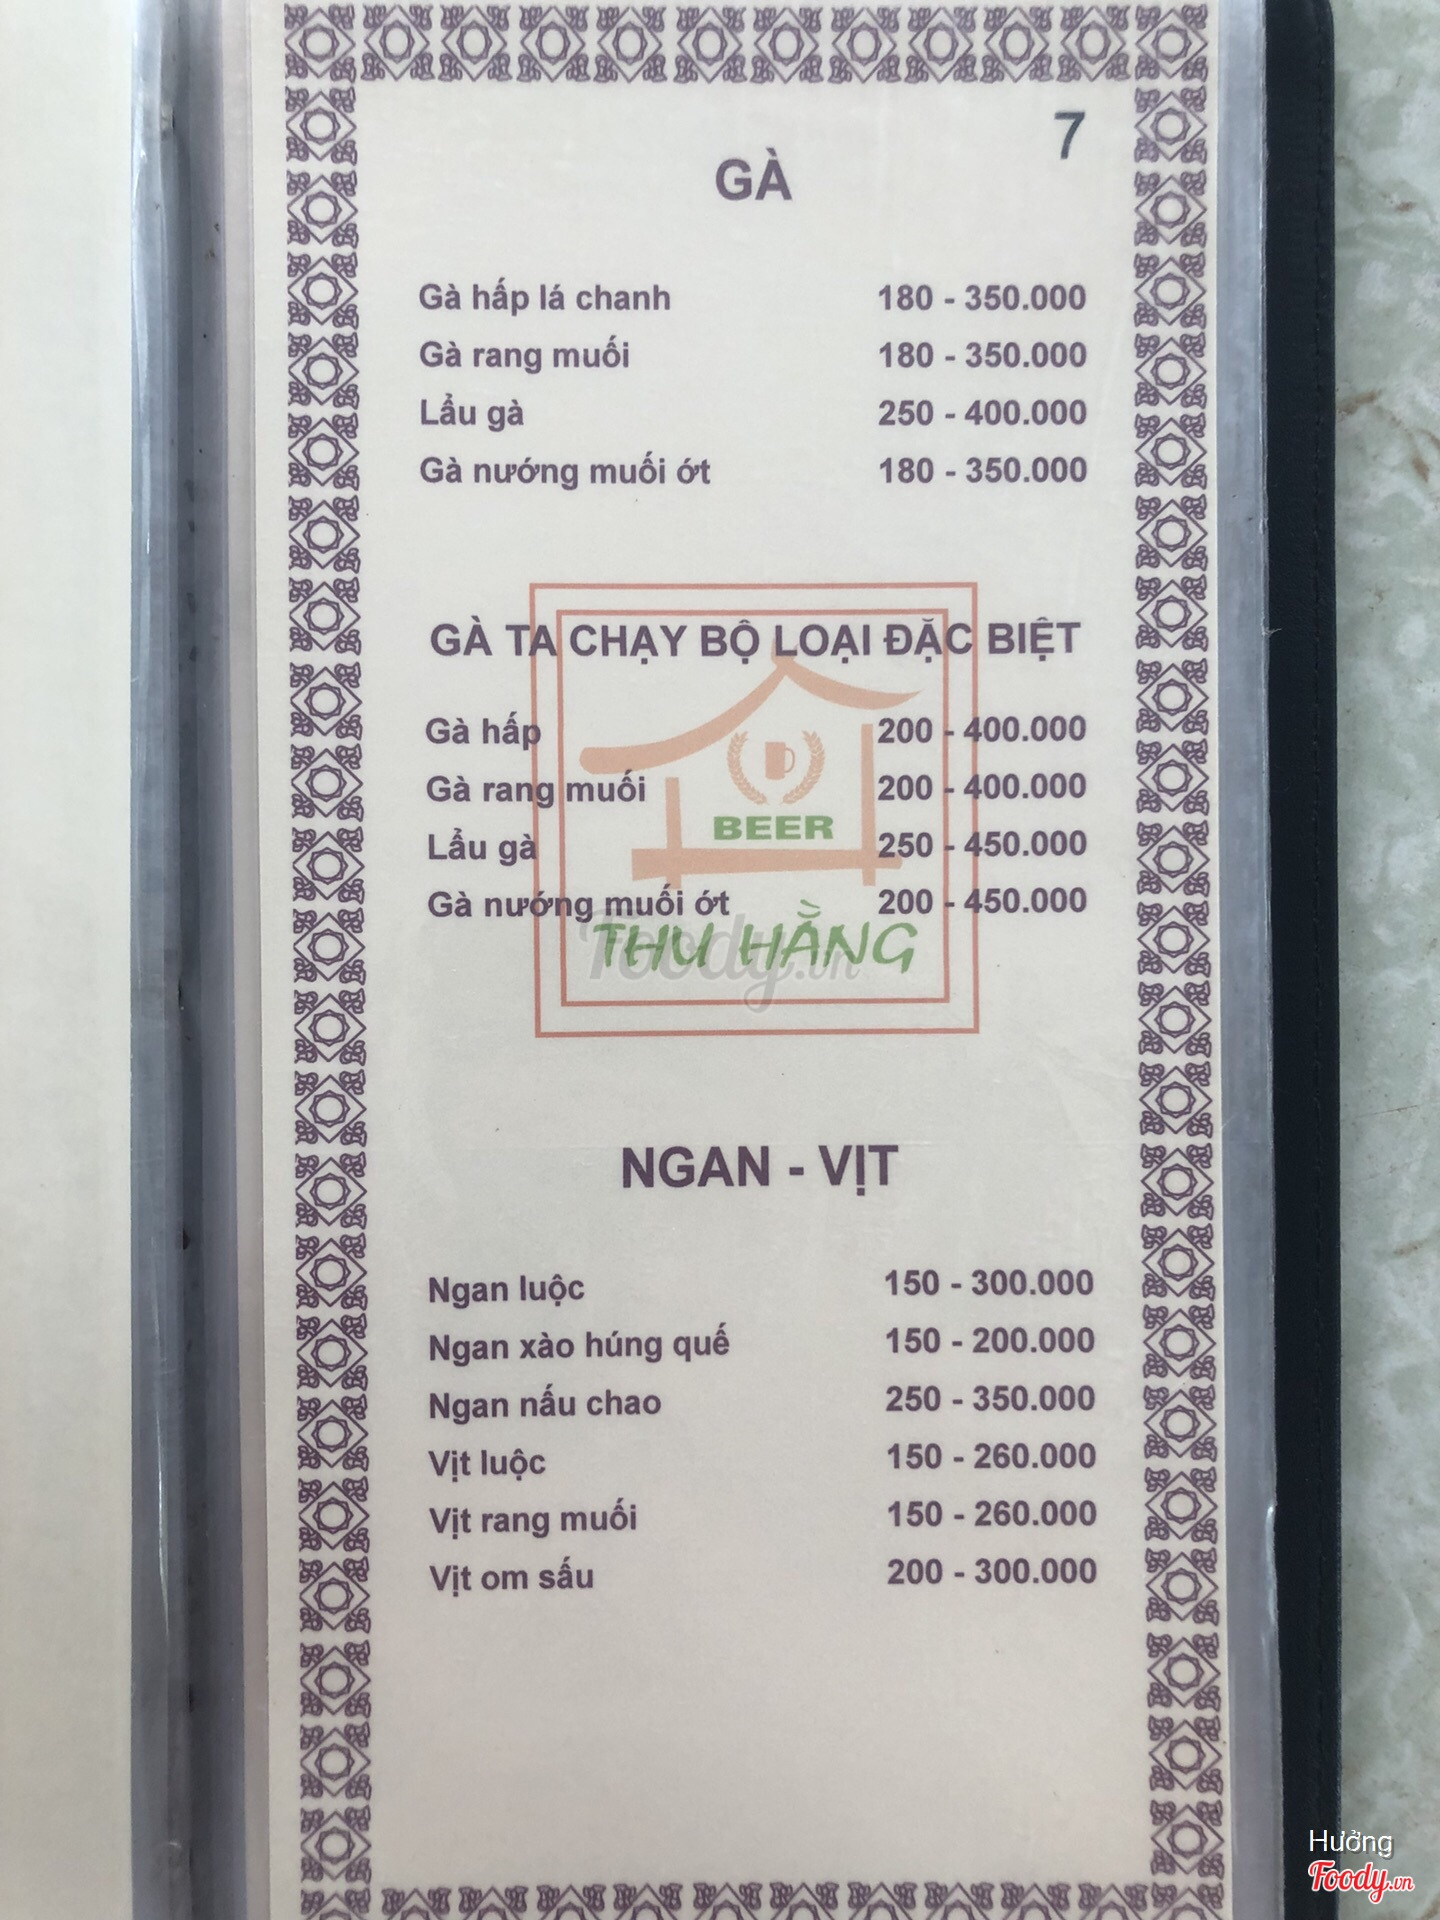 7
GÀ
Gà hấp lá chanh 180 - 350.000
Gà rang muối 180 - 350.000
Lẩu gà 250 - 400.000
Gà nướng muối ớt 180 - 350.000
GÀ TA CHẠY BỘ LOẠI ĐẶC BIỆT
Gà hấp 200 - 400.000
Gà rang muối 200 - 400.000
BEER
Lẩu gà 250 - 450.000
Gà nướng muối ớt 200 - 450.000
THU HẰNG
Foody.vn
NGAN - VỊT
Ngan luộc 150 - 300.000
Ngan xào húng quế 150 - 200.000
Ngan nấu chao 250 - 350.000
Vịt luộc 150 - 260.000
Vịt rang muối 150 - 260.000
Vịt om sấu 200 - 300.000
Hưởng
Foody.vn